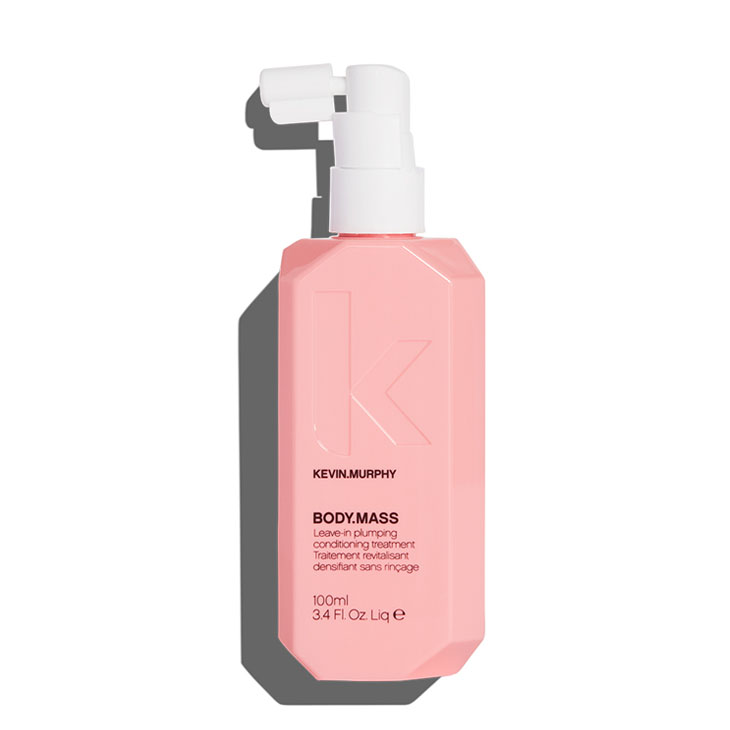 KEVIN.MURPHY
BODY.MASS
Leave-in plumping
conditioning treatment
Traitement revitalisant
densifiant sans rinçage
100ml
3.4 Fl. Oz. Liq ℮